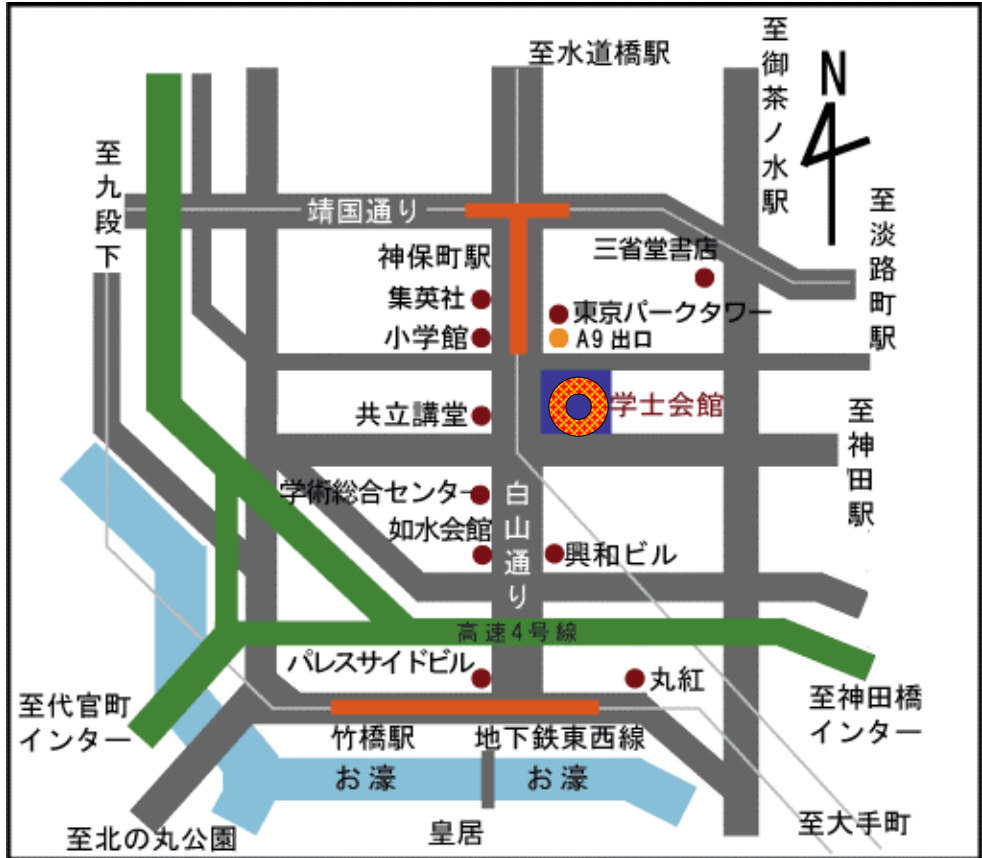 至水道橋駅
至御茶ノ水駅
N
至九段下
靖国通り
至淡路町駅
神保町駅
三省堂書店
集英社
東京パークタワー
小学館
A9出口
学士会館
共立講堂
至神田駅
学術総合センター
白山通り
如水会館
興和ビル
高速4号線
パレスサイドビル
丸紅
至代官町
インター
至神田橋
インター
竹橋駅
地下鉄東西線
お濠
お濠
皇居
至大手町
至北の丸公園